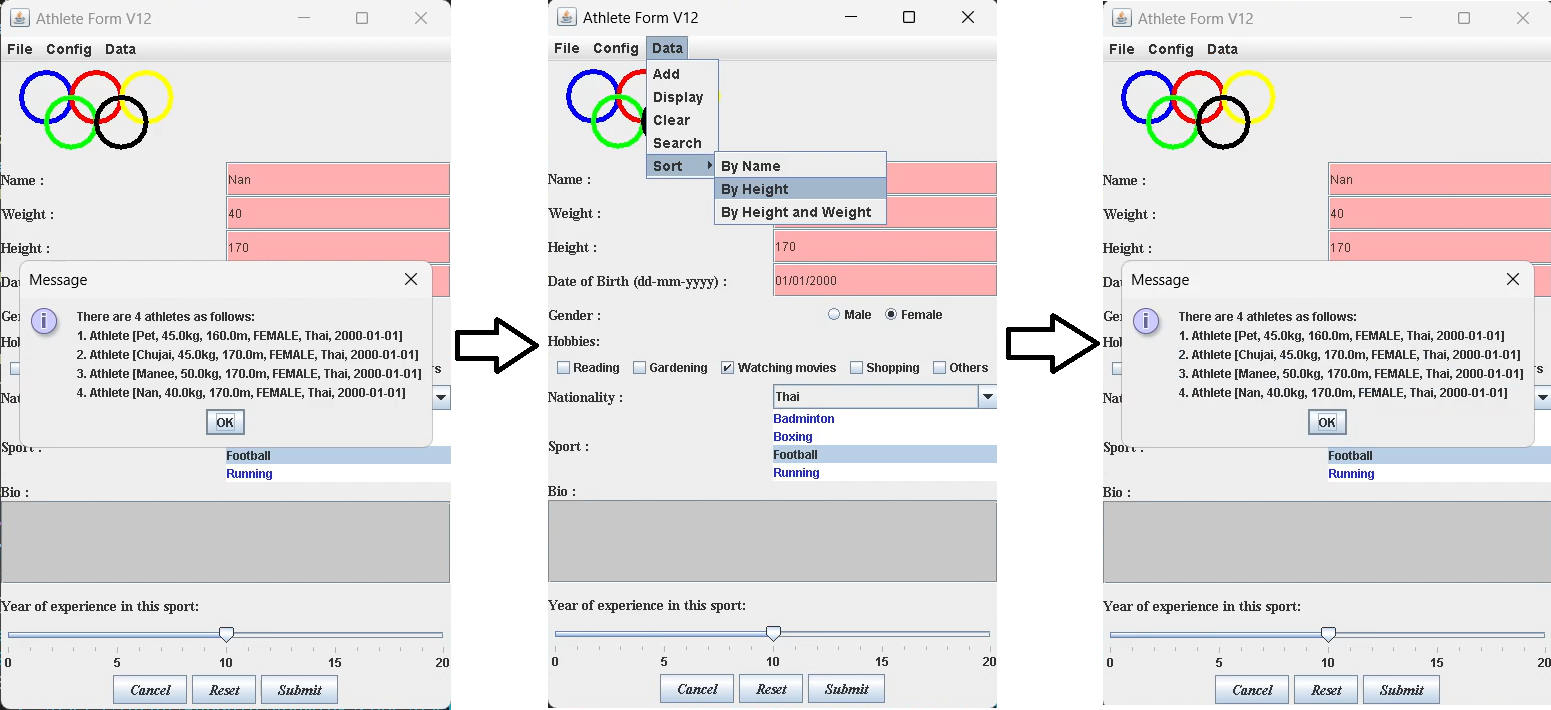 Athlete Form V12
File Config Data
Name : Nan
Weight : 40
Height : 170
Message
There are 4 athletes as follows:
1. Athlete [Pet, 45.0kg, 160.0m, FEMALE, Thai, 2000-01-01]
2. Athlete [Chujai, 45.0kg, 170.0m, FEMALE, Thai, 2000-01-01]
3. Athlete [Manee, 50.0kg, 170.0m, FEMALE, Thai, 2000-01-01]
4. Athlete [Nan, 40.0kg, 170.0m, FEMALE, Thai, 2000-01-01]
OK
Football
Running
Bio :
Year of experience in this sport:
0 5 10 15 20
Cancel Reset Submit
Athlete Form V12
File Config Data
Add
Display
Clear
Search
Sort
By Name
By Height
By Height and Weight
Name :
Weight :
Height : 170
Date of Birth (dd-mm-yyyy) : 01/01/2000
Gender : Male Female
Hobbies:
Reading Gardening Watching movies Shopping Others
Nationality : Thai
Badminton
Boxing
Sport :
Football
Running
Bio :
Year of experience in this sport:
0 5 10 15 20
Cancel Reset Submit
Athlete Form V12
File Config Data
Name : Nan
Weight : 40
Height : 170
Message
There are 4 athletes as follows:
1. Athlete [Pet, 45.0kg, 160.0m, FEMALE, Thai, 2000-01-01]
2. Athlete [Chujai, 45.0kg, 170.0m, FEMALE, Thai, 2000-01-01]
3. Athlete [Manee, 50.0kg, 170.0m, FEMALE, Thai, 2000-01-01]
4. Athlete [Nan, 40.0kg, 170.0m, FEMALE, Thai, 2000-01-01]
OK
Football
Running
Bio :
Year of experience in this sport:
0 5 10 15 20
Cancel Reset Submit